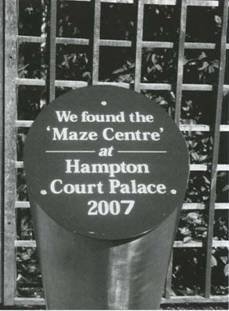 We found the
'Maze Centre'
at
Hampton
Court Palace
2007